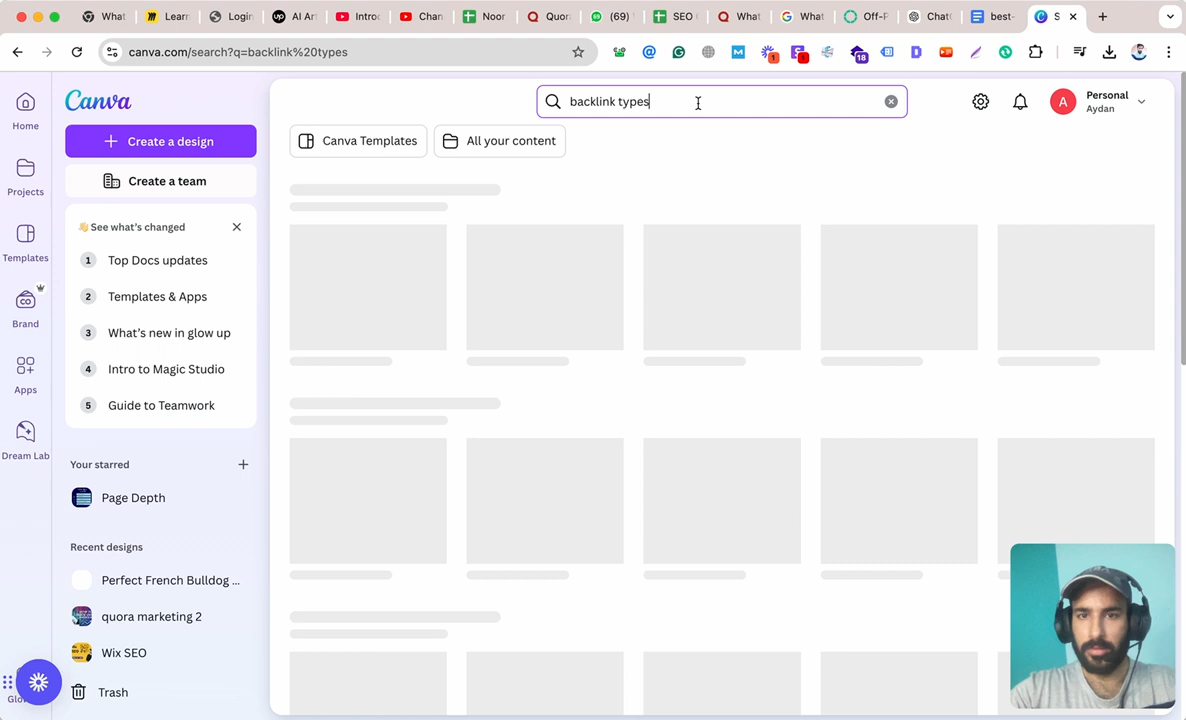 What
Learn
Login
AI Ar
Introc
Chan
Noor
Quor
(69)
SEO
What
What
Off-P
Chat
best-
S
canva.com/search?q=backlink%20types
1
1
18
Canva
backlink types
Personal
Aydan
Home
Create a design
Canva Templates
All your content
Create a team
Projects
See what's changed
1 Top Docs updates
Templates
2 Templates & Apps
Brand
3 What's new in glow up
4 Intro to Magic Studio
Apps
5 Guide to Teamwork
Dream Lab
Your starred
Page Depth
Recent designs
Perfect French Bulldog ...
quora marketing 2
Wix SEO
Trash